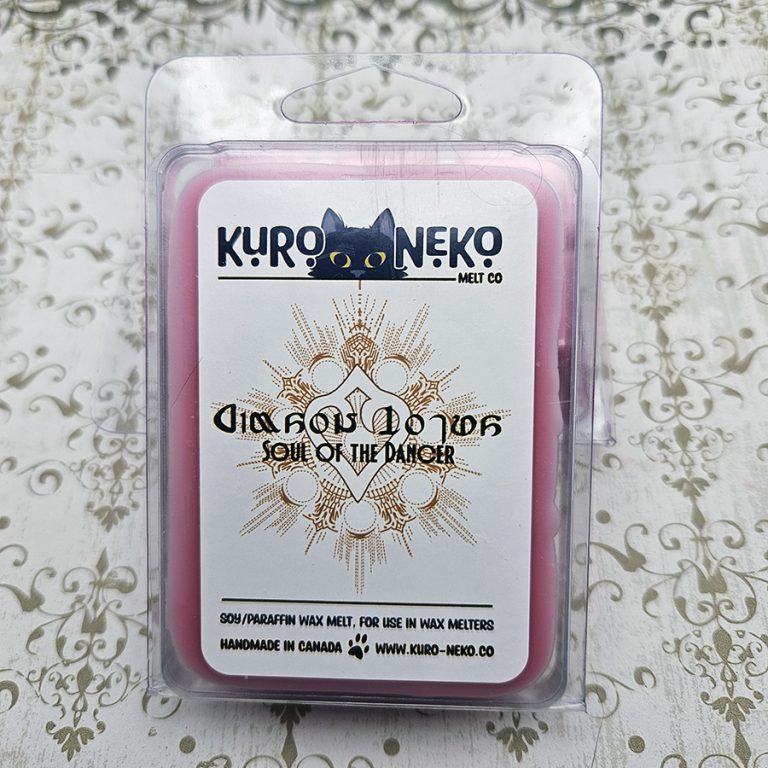 KURO NEKO
MELT CO
SOUL OF THE DANCER
SOY/PARAFFIN WAX MELT, FOR USE IN WAX MELTERS
HANDMADE IN CANADA WWW.KURO-NEKO.CO